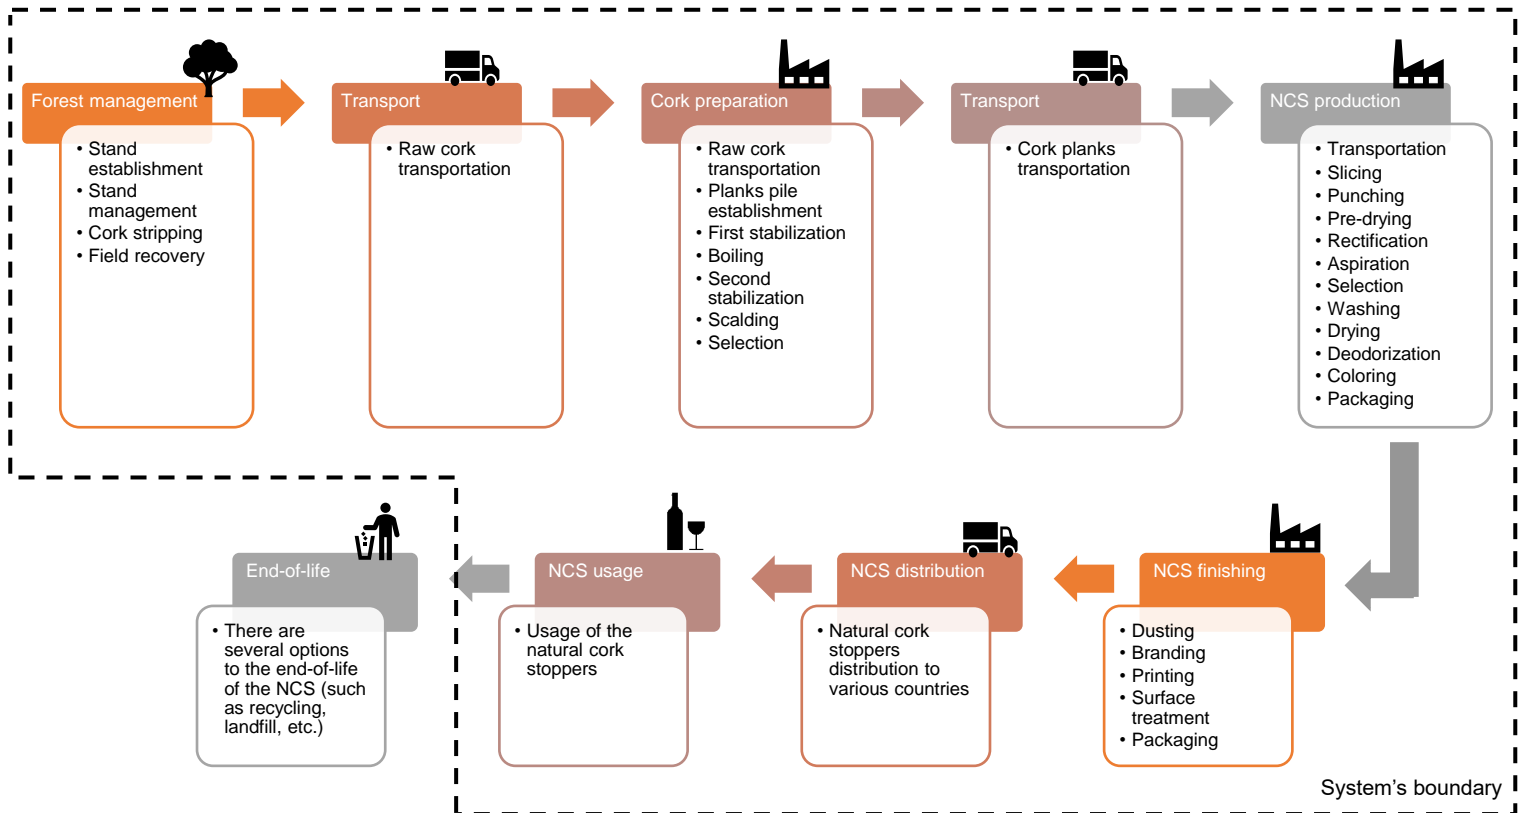 Forest management
• Stand
establishment
• Stand
management
• Cork stripping
• Field recovery
Transport
• Raw cork
transportation
Cork preparation
• Raw cork
transportation
• Planks pile
establishment
• First stabilization
• Boiling
• Second
stabilization
• Scalding
• Selection
Transport
• Cork planks
transportation
NCS production
• Transportation
• Slicing
• Punching
• Pre-drying
• Rectification
• Aspiration
• Selection
• Washing
• Drying
• Deodorization
• Coloring
• Packaging
NCS finishing
• Dusting
• Branding
• Printing
• Surface
treatment
• Packaging
NCS distribution
• Natural cork
stoppers
distribution to
various countries
NCS usage
• Usage of the
natural cork
stoppers
End-of-life
• There are
several options
to the end-of-life
of the NCS (such
as recycling,
landfill, etc.)
System’s boundary